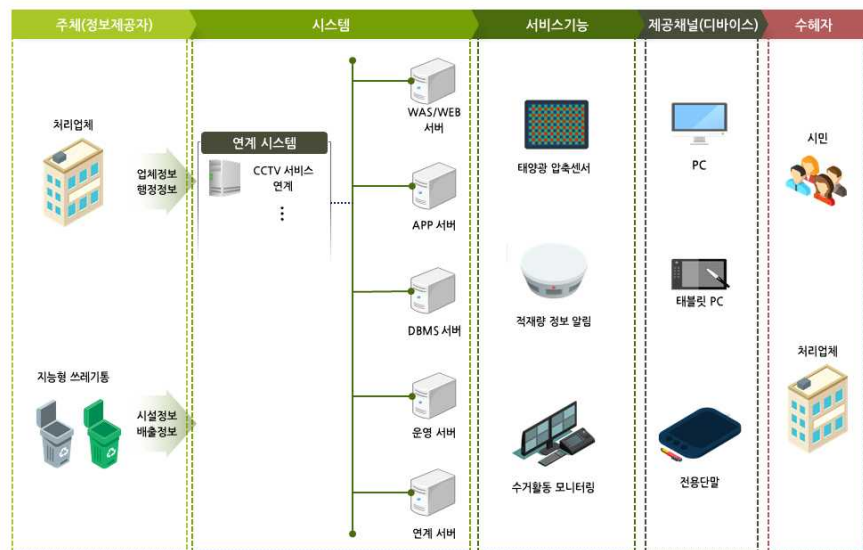 주체(정보제공자)
시스템
서비스기능
제공채널(디바이스)
수혜자
처리업체
업체정보
행정정보
지능형 쓰레기통
시설정보
배출정보
연계 시스템
CCTV 서비스
연계
WAS/WEB
서버
APP 서버
DBMS 서버
운영 서버
연계 서버
태양광 압축센서
적재량 정보 알림
수거활동 모니터링
PC
태블릿 PC
전용단말
시민
처리업체